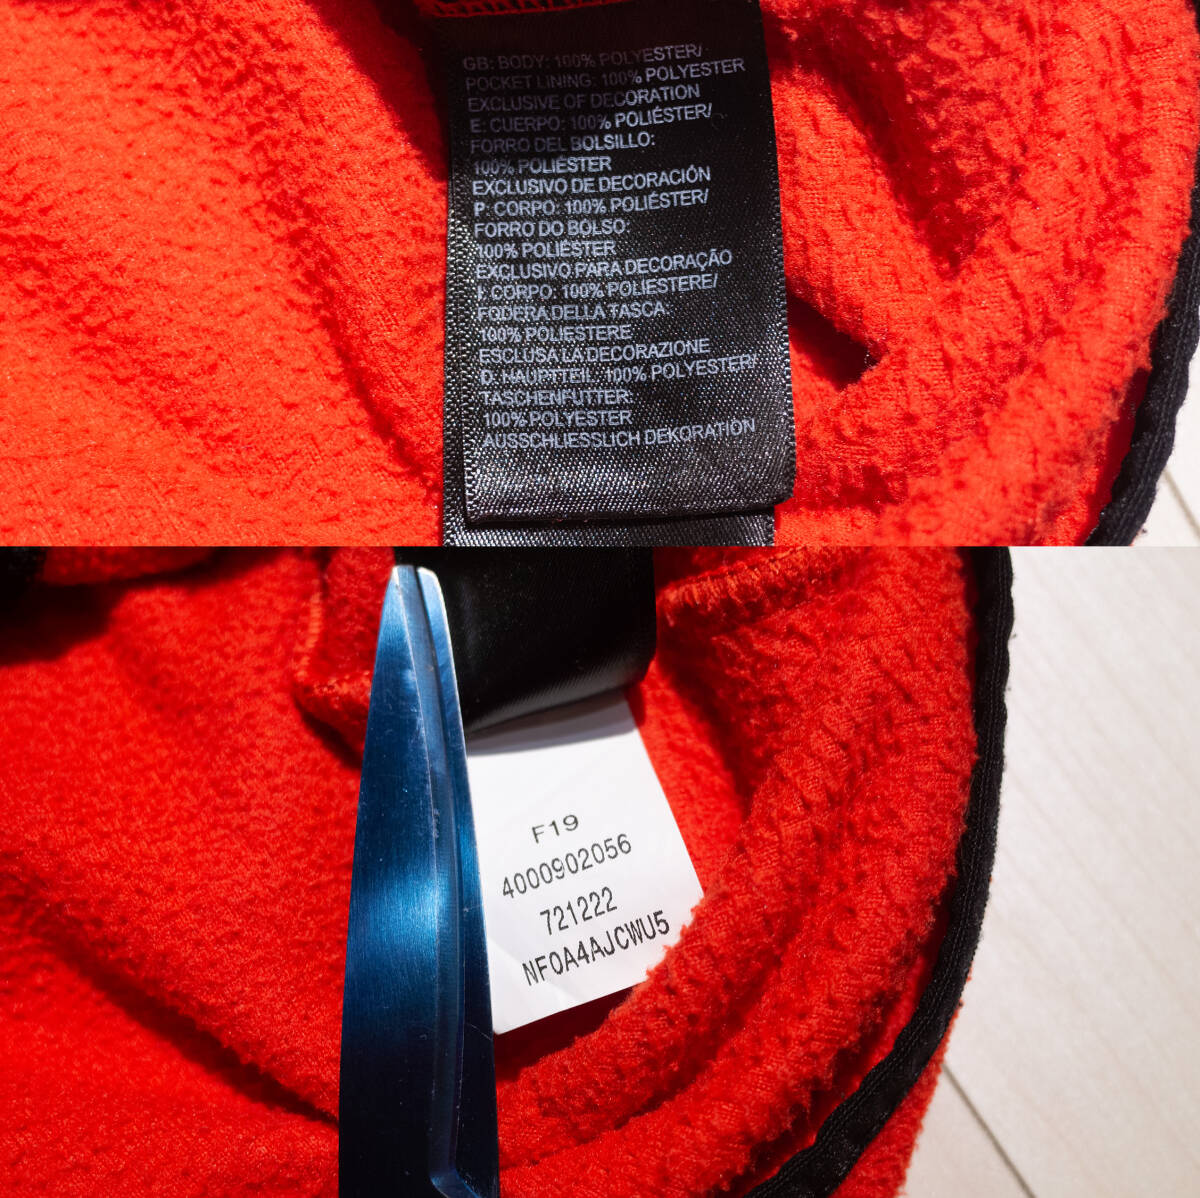 GB: BODY: 100% POLYESTER/
POCKET LINING: 100% POLYESTER
EXCLUSIVE OF DECORATION
E: CUERPO: 100% POLIÉSTER/
FORRO DEL BOLSILLO:
100% POLIÉSTER
EXCLUSIVO DE DECORACIÓN
P: CORPO: 100% POLIÉSTER/
FORRO DO BOLSO:
100% POLIÉSTER
EXCLUSIVO PARA DECORAÇÃO
I: CORPO: 100% POLIESTERE/
FODERA DELLA TASCA:
100% POLIESTERE
ESCLUSA LA DECORAZIONE
D: HAUPTTEIL: 100% POLYESTER/
TASCHENFUTTER:
100% POLYESTER
AUSSCHLIESSLICH DEKORATION
F19
4000902056
721222
NF0A4AJCWU5